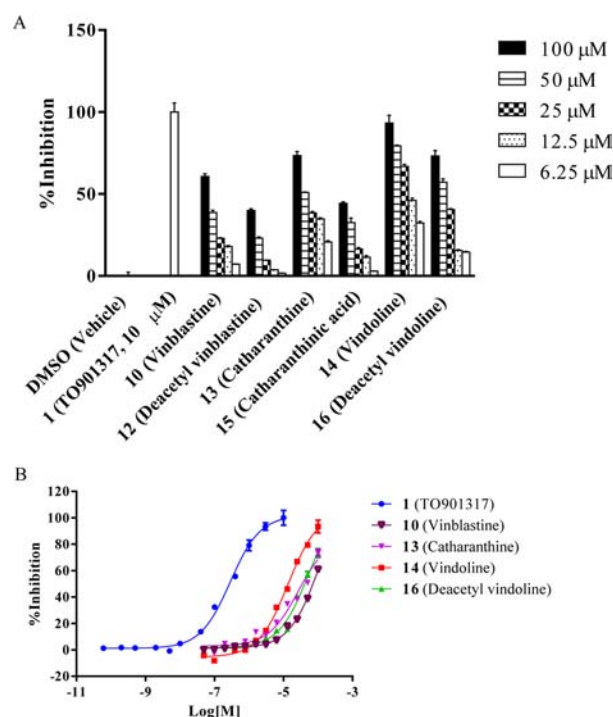 A
%Inhibition
150
100
50
0
100 μM
50 μM
25 μM
12.5 μM
6.25 μM
DMSO (Vehicle)
1 (TO901317, 10 μM)
10 (Vinblastine)
12 (Deacetyl vinblastine)
13 (Catharanthine)
15 (Catharanthinic acid)
14 (Vindoline)
16 (Deacetyl vindoline)
B
%Inhibition
120
100
80
60
40
20
0
-20
-11
-9
-7
-5
-3
Log[M]
1 (TO901317)
10 (Vinblastine)
13 (Catharanthine)
14 (Vindoline)
16 (Deacetyl vindoline)